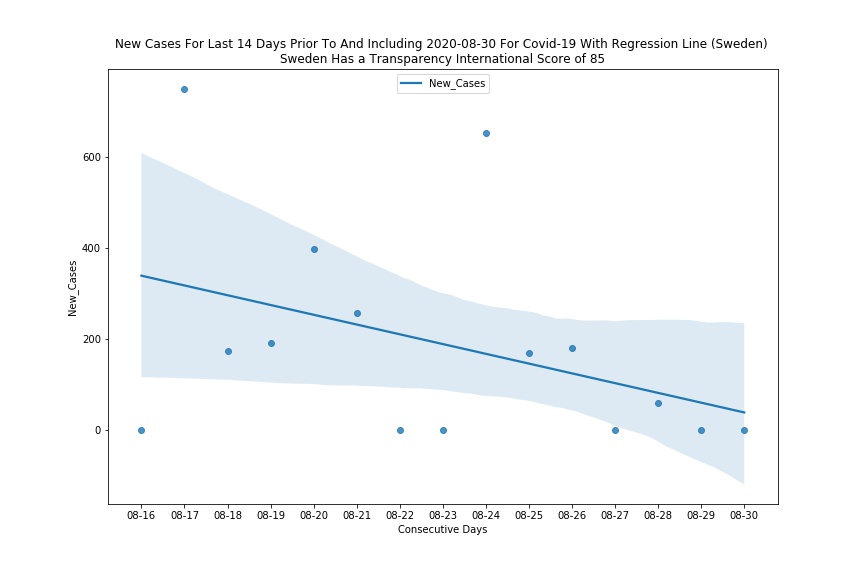 New Cases For Last 14 Days Prior To And Including 2020-08-30 For Covid-19 With Regression Line (Sweden)
Sweden Has a Transparency International Score of 85
New_Cases
600
400
200
0
New_Cases
08-16 08-17 08-18 08-19 08-20 08-21 08-22 08-23 08-24 08-25 08-26 08-27 08-28 08-29 08-30
Consecutive Days